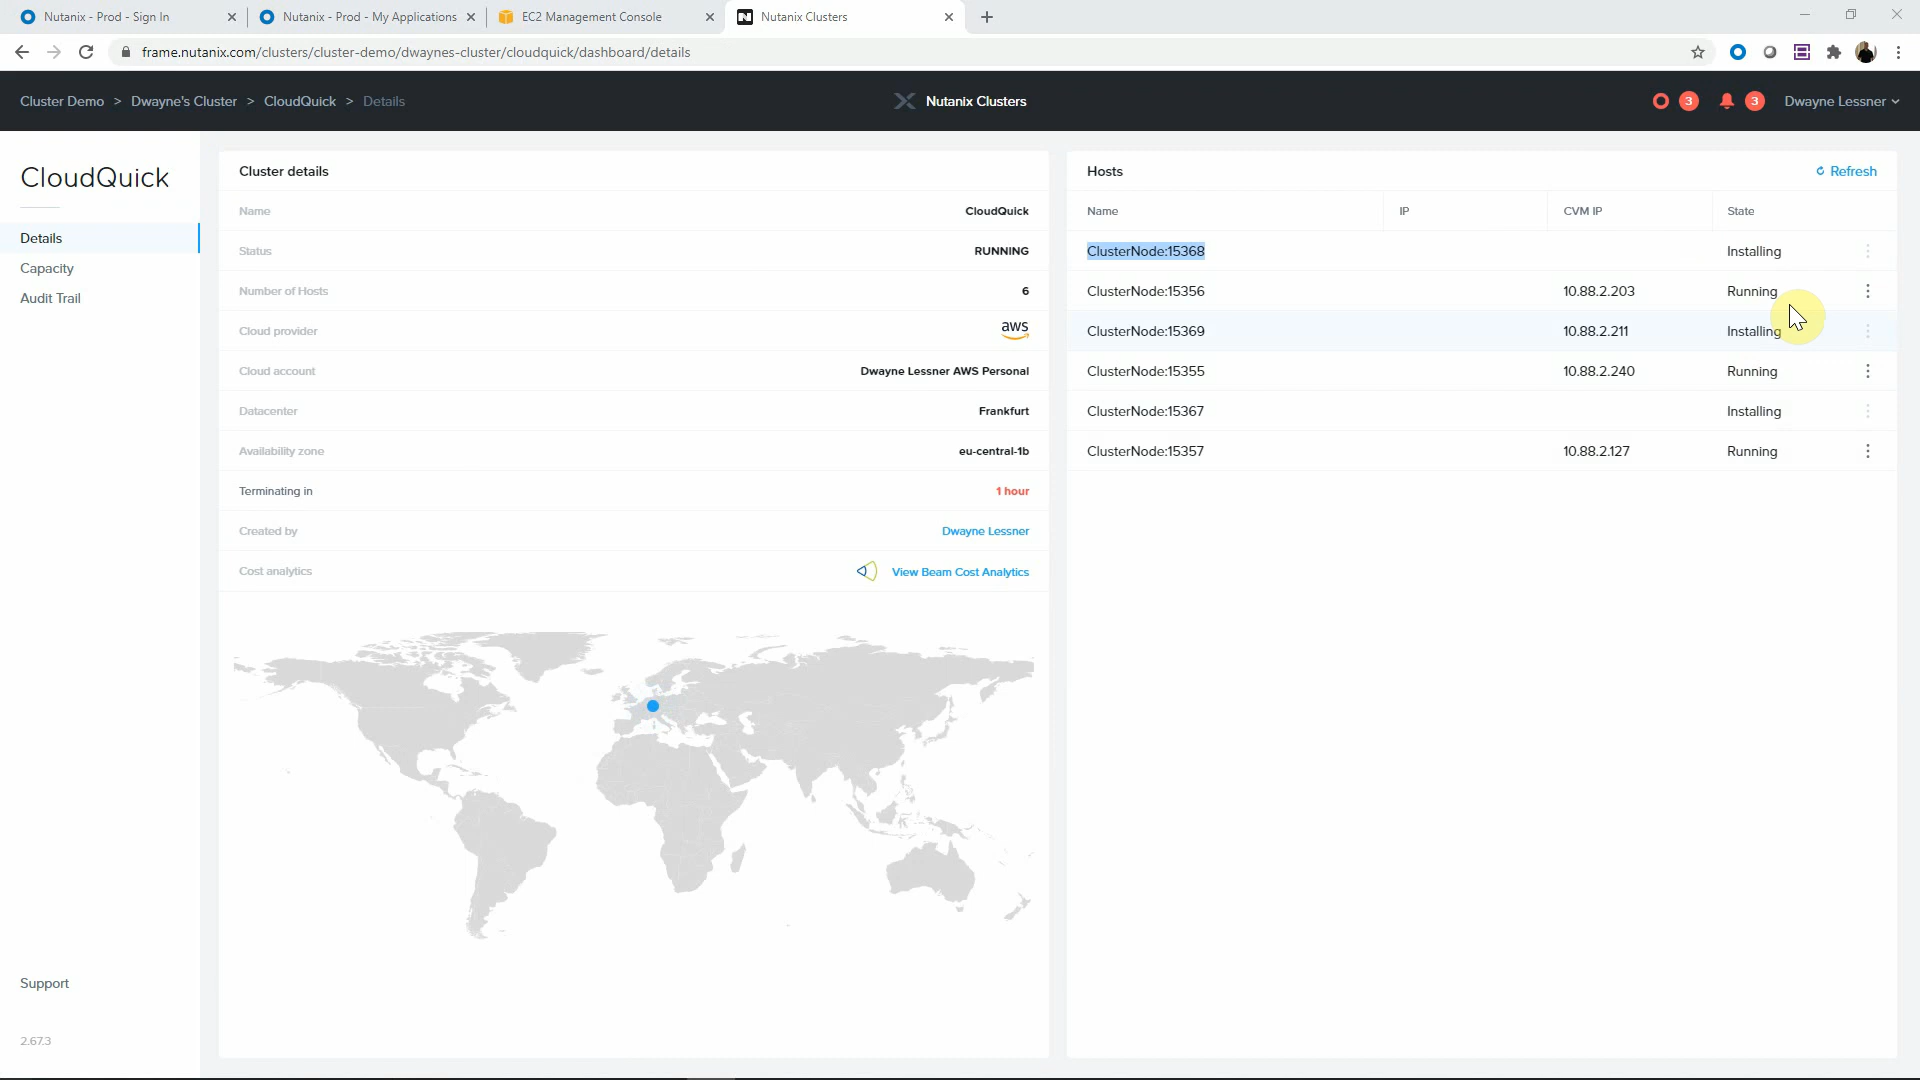 Nutanix - Prod - Sign In
Nutanix - Prod - My Applications
EC2 Management Console
Nutanix Clusters
frame.nutanix.com/clusters/cluster-demo/dwaynes-cluster/cloudquick/dashboard/details
Cluster Demo > Dwayne's Cluster > CloudQuick > Details
Nutanix Clusters
3
3
Dwayne Lessner
CloudQuick
Details
Capacity
Audit Trail
Support
2.67.3
Cluster details
Name CloudQuick
Status RUNNING
Number of Hosts 6
Cloud provider aws
Cloud account Dwayne Lessner AWS Personal
Datacenter Frankfurt
Availability zone eu-central-1b
Terminating in 1 hour
Created by Dwayne Lessner
Cost analytics View Beam Cost Analytics
Hosts Refresh
Name IP CVM IP State
ClusterNode:15368 Installing
ClusterNode:15356 10.88.2.203 Running
ClusterNode:15369 10.88.2.211 Installing
ClusterNode:15355 10.88.2.240 Running
ClusterNode:15367 Installing
ClusterNode:15357 10.88.2.127 Running